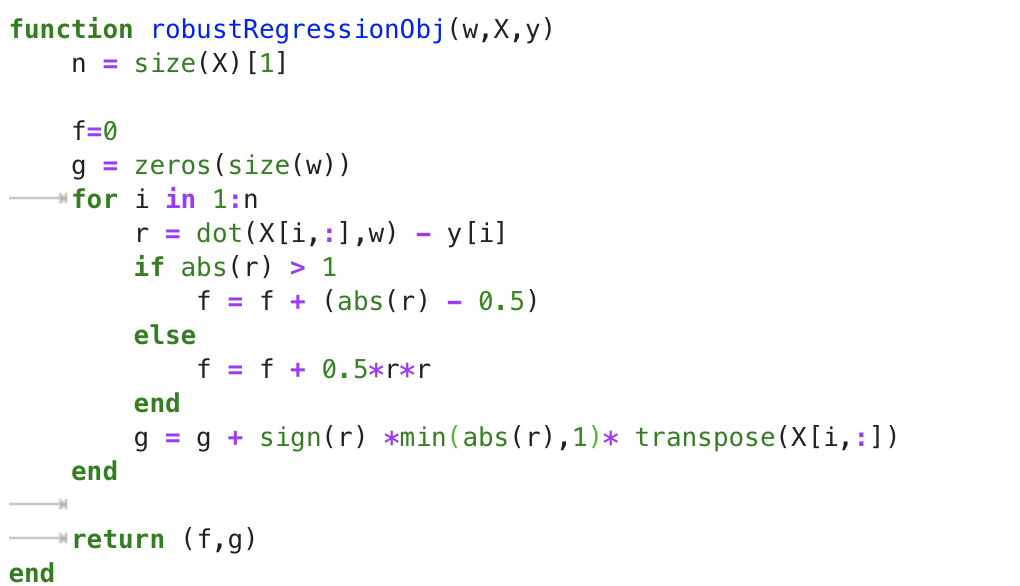 function robustRegressionObj(w,X,y)
    n = size(X)[1]

    f=0
    g = zeros(size(w))
    for i in 1:n
        r = dot(X[i,:],w) - y[i]
        if abs(r) > 1
            f = f + (abs(r) - 0.5)
        else
            f = f + 0.5*r*r
        end
        g = g + sign(r) *min(abs(r),1)* transpose(X[i,:])
    end

    return (f,g)
end